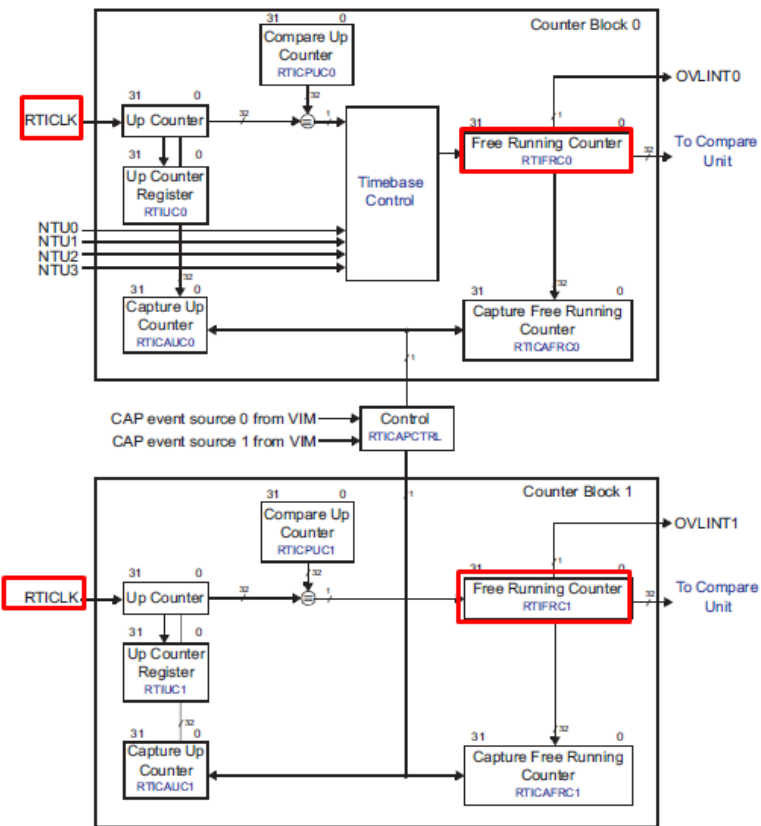 31 0
Counter Block 0
Compare Up
Counter
RTICPUC0
32
OVLINT0
31 0
1
RTICLK
Up Counter
32
=
1
31 0
Free Running Counter
RTIFRC0
32
To Compare
Unit
31 0
Up Counter
Register
RTIUC0
Timebase
Control
NTU0
NTU1
NTU2
NTU3
32
32
31 0
31 0
Capture Up
Counter
RTICAUC0
Capture Free Running
Counter
RTICAFRC0
1
CAP event source 0 from VIM
CAP event source 1 from VIM
Control
RTICAPCTRL
1
31 0
Counter Block 1
Compare Up
Counter
RTICPUC1
32
OVLINT1
31 0
1
RTICLK
Up Counter
32
=
1
31 0
Free Running Counter
RTIFRC1
32
To Compare
Unit
31 0
Up Counter
Register
RTIUC1
32
32
31 0
31 0
Capture Up
Counter
RTICAUC1
Capture Free Running
Counter
RTICAFRC1